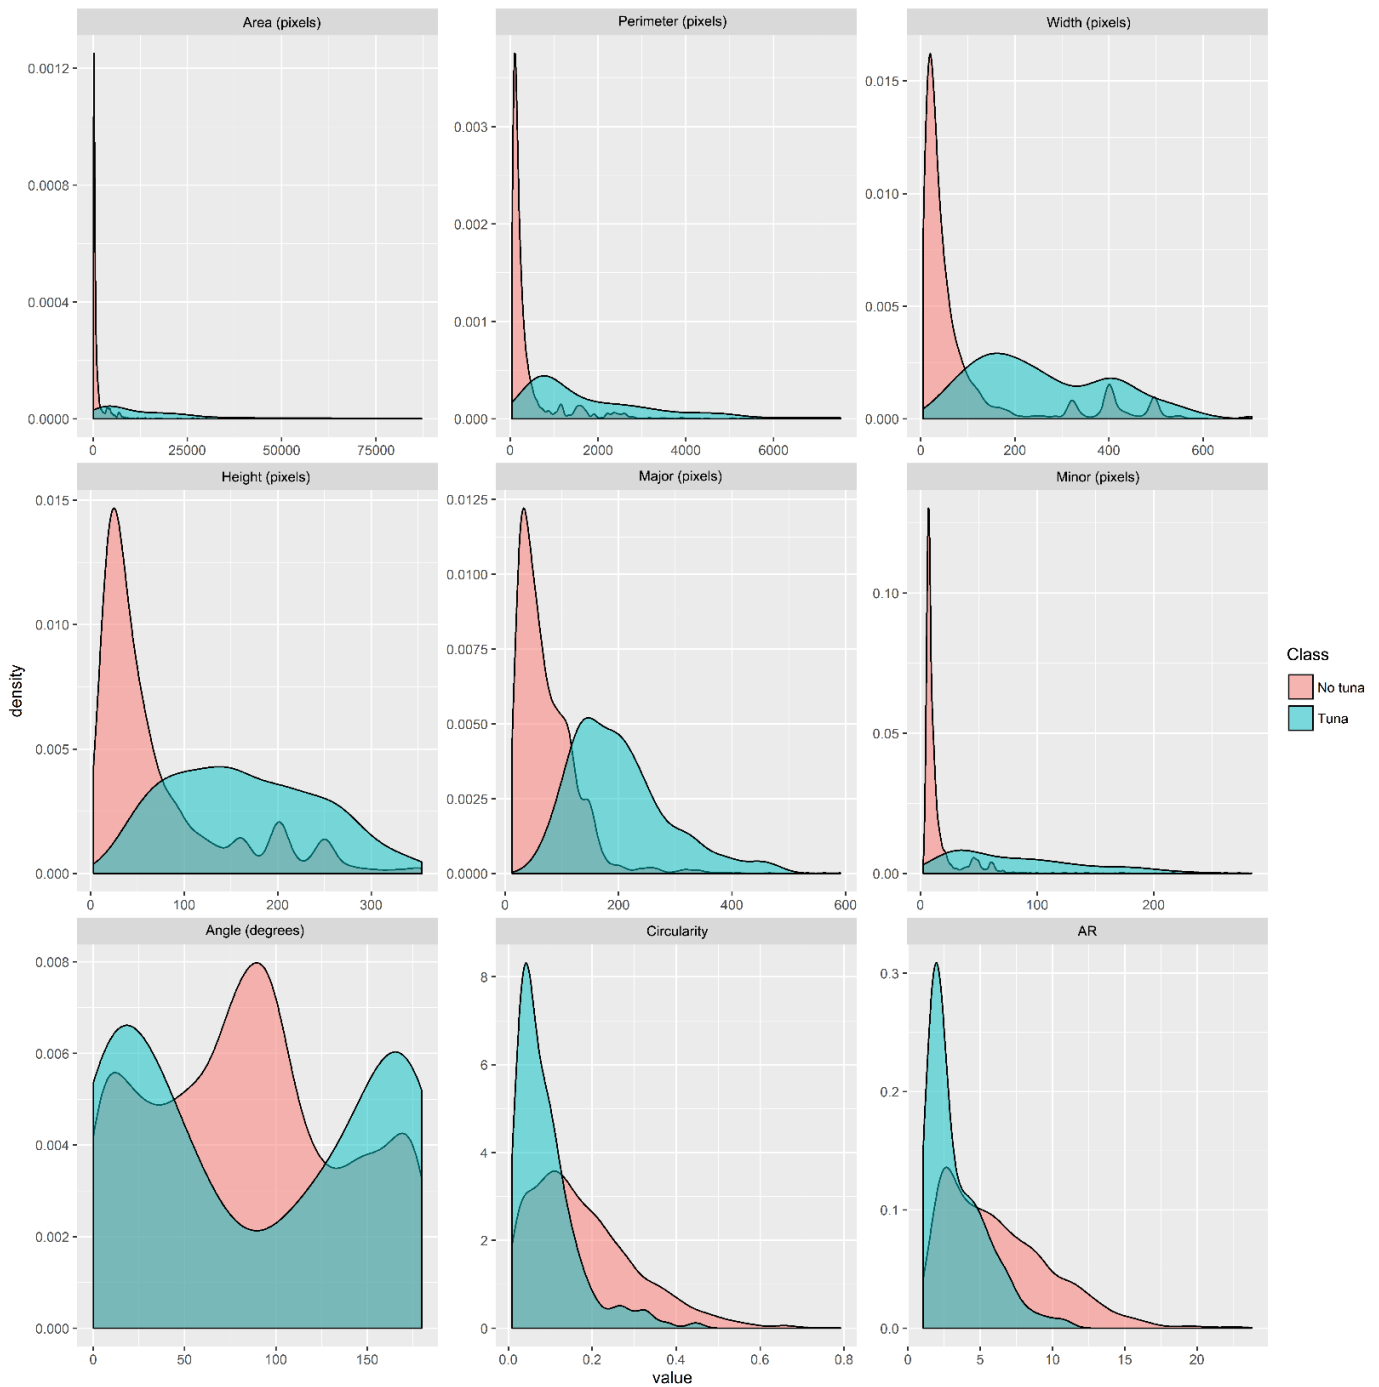 Area (pixels)
Perimeter (pixels)
Width (pixels)
0.0012
0.0008
0.0004
0.0000
0 25000 50000 75000
0.003
0.002
0.001
0.000
0 2000 4000 6000
0.015
0.010
0.005
0.000
0 200 400 600
Height (pixels)
Major (pixels)
Minor (pixels)
0.015
0.010
0.005
0.000
0 100 200 300
0.0125
0.0100
0.0075
0.0050
0.0025
0.0000
0 200 400 600
0.10
0.05
0.00
0 100 200
density
Class
No tuna
Tuna
Angle (degrees)
Circularity
AR
0.008
0.006
0.004
0.002
0.000
0 50 100 150
8
6
4
2
0
0.0 0.2 0.4 0.6 0.8
0.3
0.2
0.1
0.0
0 5 10 15 20
value